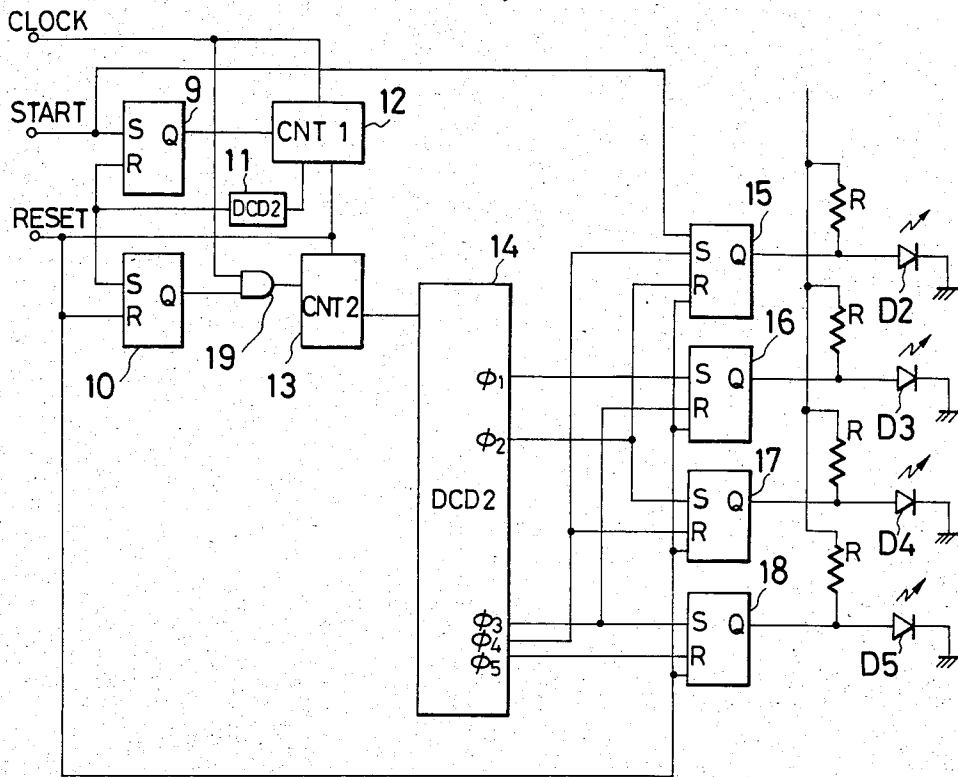 CLOCK
START
RESET
9
S Q
R
CNT 1
12
11
DCD2
S Q
R
10
19
CNT2
13
14
ϕ1
ϕ2
DCD2
ϕ3
ϕ4
ϕ5
15
S Q
S
R
R
D2
16
S Q
R
R
D3
17
S Q
R
R
D4
18
S Q
R
R
D5